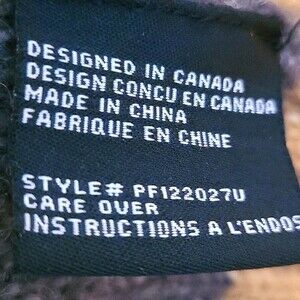 DESIGNED IN CANADA
DESIGN CONCU EN CANADA
MADE IN CHINA
FABRIQUE EN CHINE
STYLE# PF122027U
CARE OVER
INSTRUCTIONS A L'ENDOS